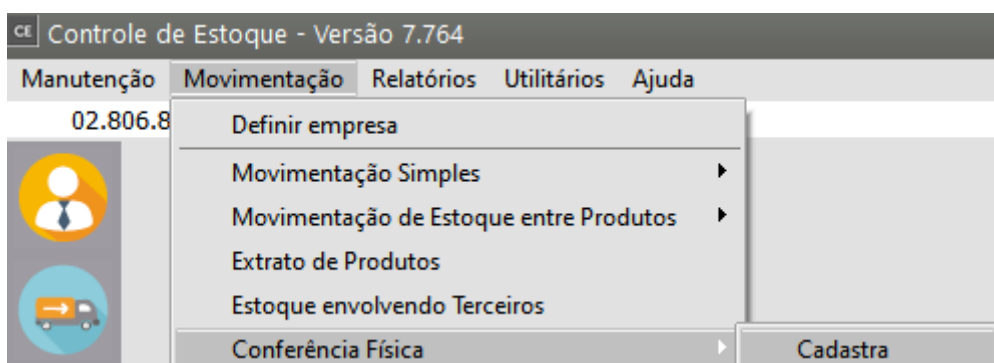 CE Controle de Estoque - Versão 7.764
Manutenção Movimentação Relatórios Utilitários Ajuda
02.806.8
Definir empresa
Movimentação Simples
Movimentação de Estoque entre Produtos
Extrato de Produtos
Estoque envolvendo Terceiros
Conferência Física
Cadastra